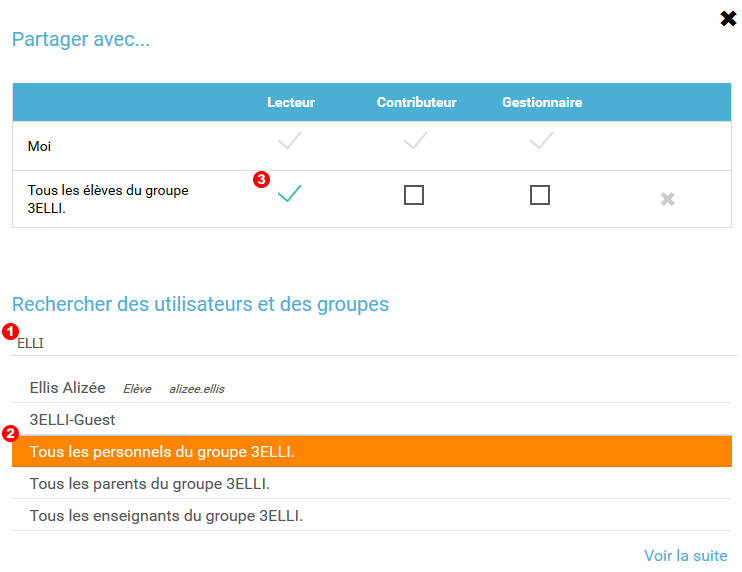 Partager avec...
Lecteur Contributeur Gestionnaire
Moi
3
Tous les élèves du groupe
3ELLI.
Rechercher des utilisateurs et des groupes
1
ELLI
Ellis Alizée Elève alizee.ellis
3ELLI-Guest
2
Tous les personnels du groupe 3ELLI.
Tous les parents du groupe 3ELLI.
Tous les enseignants du groupe 3ELLI.
Voir la suite